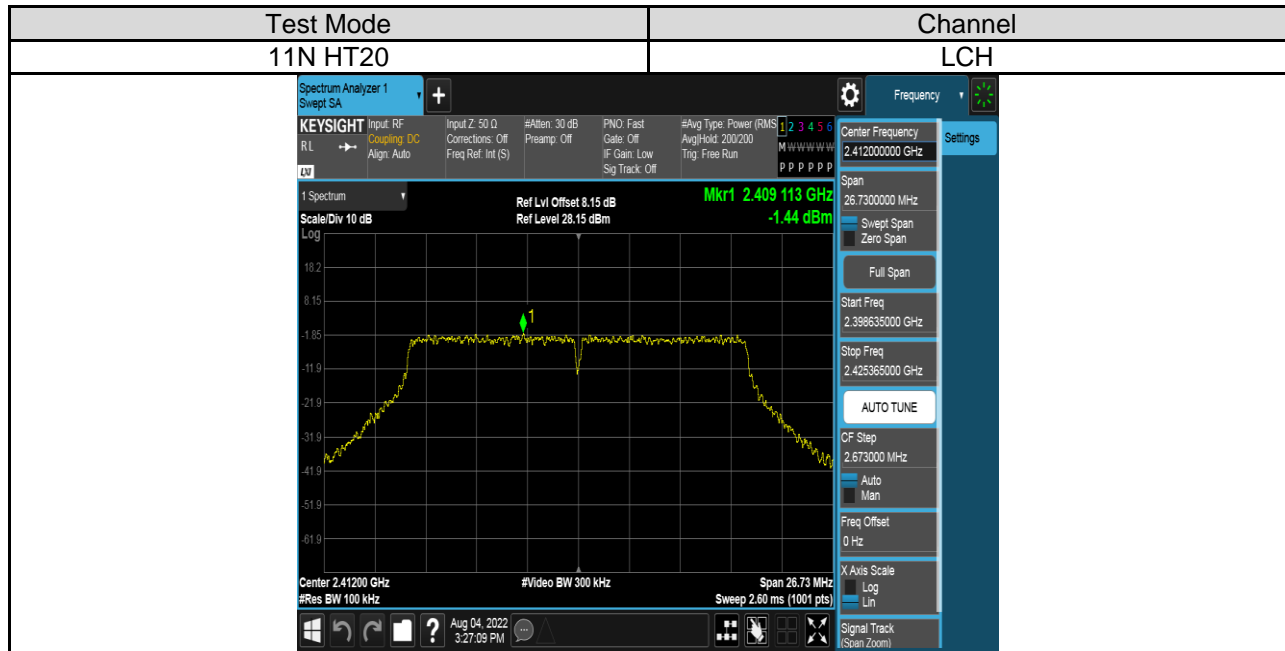 Test Mode Channel
11N HT20 LCH
Spectrum Analyzer 1
Swept SA
Frequency
KEYSIGHT
RL
LXI
Input: RF
Coupling: DC
Align: Auto
Input Z: 50 Ω
Corrections: Off
Freq Ref: Int (S)
#Atten: 30 dB
Preamp: Off
PNO: Fast
Gate: Off
IF Gain: Low
Sig Track: Off
#Avg Type: Power (RMS
Avg|Hold: 200/200
Trig: Free Run
1 2 3 4 5 6
M W W W W W
P P P P P P
1 Spectrum
Scale/Div 10 dB
Log
Ref Lvl Offset 8.15 dB
Ref Level 28.15 dBm
Mkr1 2.409 113 GHz
-1.44 dBm
18.2
8.15
-1.85
-11.9
-21.9
-31.9
-41.9
-51.9
-61.9
1
Center 2.41200 GHz
#Res BW 100 kHz
#Video BW 300 kHz
Span 26.73 MHz
Sweep 2.60 ms (1001 pts)
Center Frequency
2.412000000 GHz
Settings
Span
26.7300000 MHz
Swept Span
Zero Span
Full Span
Start Freq
2.398635000 GHz
Stop Freq
2.425365000 GHz
AUTO TUNE
CF Step
2.673000 MHz
Auto
Man
Freq Offset
0 Hz
X Axis Scale
Log
Lin
Signal Track
(Span Zoom)
?
Aug 04, 2022
3:27:09 PM